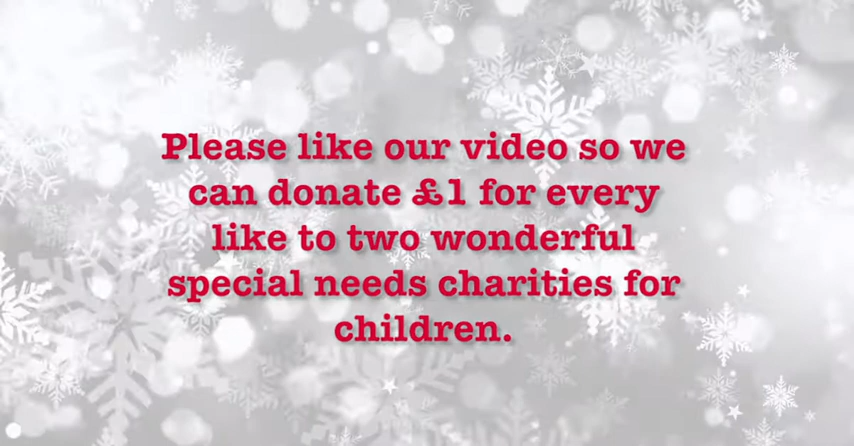 Please like our video so we
can donate £1 for every
like to two wonderful
special needs charities for
children.